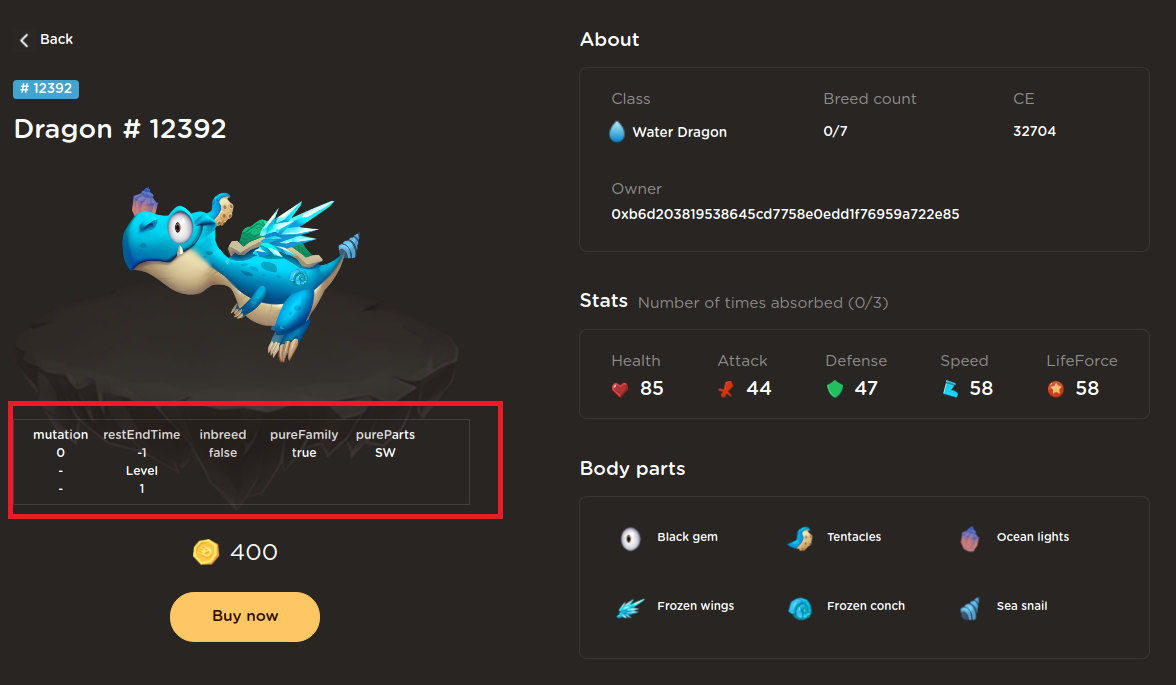 Back
# 12392
Dragon # 12392
mutation restEndTime inbreed pureFamily pureParts
0 -1 false true SW
- Level
- 1
400
Buy now
About
Class Breed count CE
Water Dragon 0/7 32704
Owner
0xb6d203819538645cd7758e0edd1f76959a722e85
Stats Number of times absorbed (0/3)
Health Attack Defense Speed LifeForce
85 44 47 58 58
Body parts
Black gem Tentacles Ocean lights
Frozen wings Frozen conch Sea snail